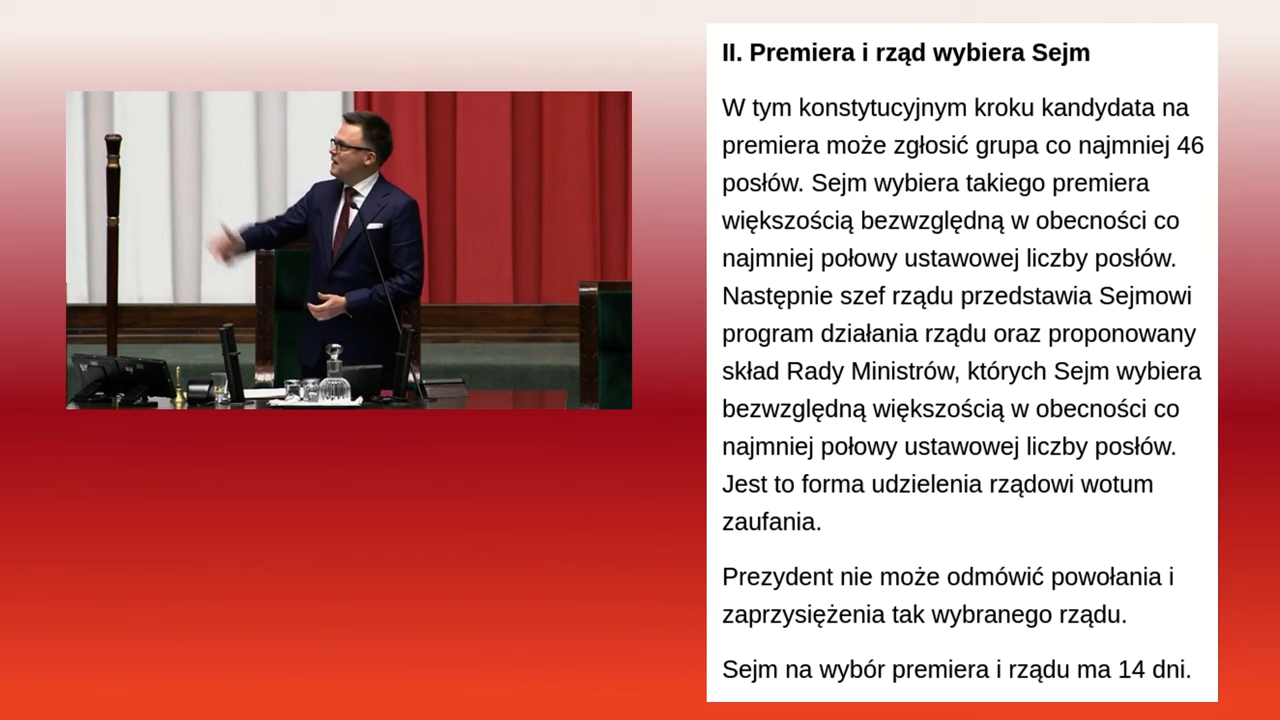 II. Premiera i rząd wybiera Sejm
W tym konstytucyjnym kroku kandydata na
premiera może zgłosić grupa co najmniej 46
posłów. Sejm wybiera takiego premiera
większością bezwzględną w obecności co
najmniej połowy ustawowej liczby posłów.
Następnie szef rządu przedstawia Sejmowi
program działania rządu oraz proponowany
skład Rady Ministrów, których Sejm wybiera
bezwzględną większością w obecności co
najmniej połowy ustawowej liczby posłów.
Jest to forma udzielenia rządowi wotum
zaufania.
Prezydent nie może odmówić powołania i
zaprzysiężenia tak wybranego rządu.
Sejm na wybór premiera i rządu ma 14 dni.